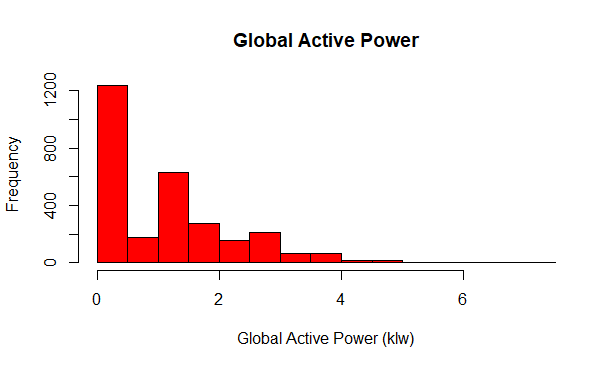 Global Active Power
Frequency
1200
800
400
0
0 2 4 6
Global Active Power (klw)